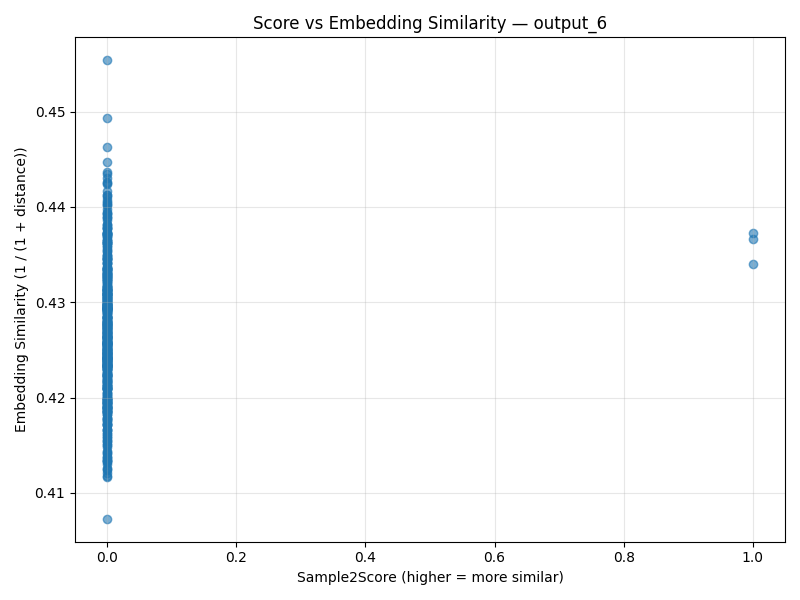 Score vs Embedding Similarity — output_6
Embedding Similarity (1 / (1 + distance))
0.45
0.44
0.43
0.42
0.41
0.0 0.2 0.4 0.6 0.8 1.0
Sample2Score (higher = more similar)